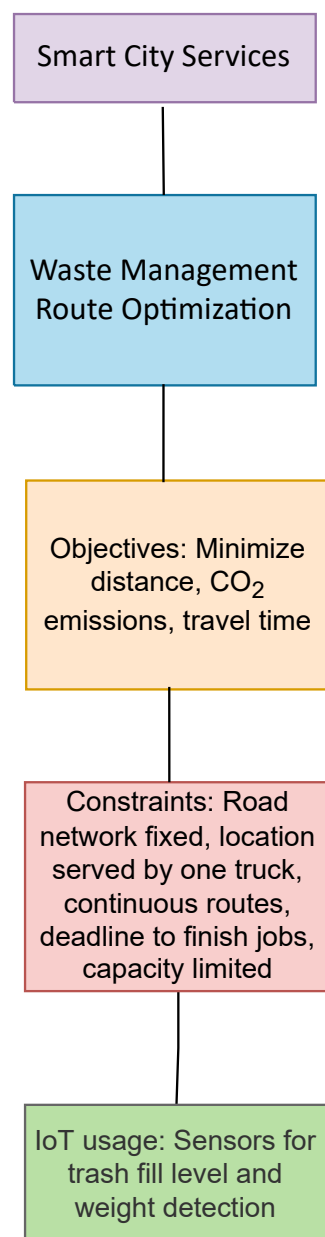 Smart City Services
Waste Management
Route Optimization
Objectives: Minimize
distance, CO₂
emissions, travel time
Constraints: Road
network fixed, location
served by one truck,
continuous routes,
deadline to finish jobs,
capacity limited
IoT usage: Sensors for
trash fill level and
weight detection